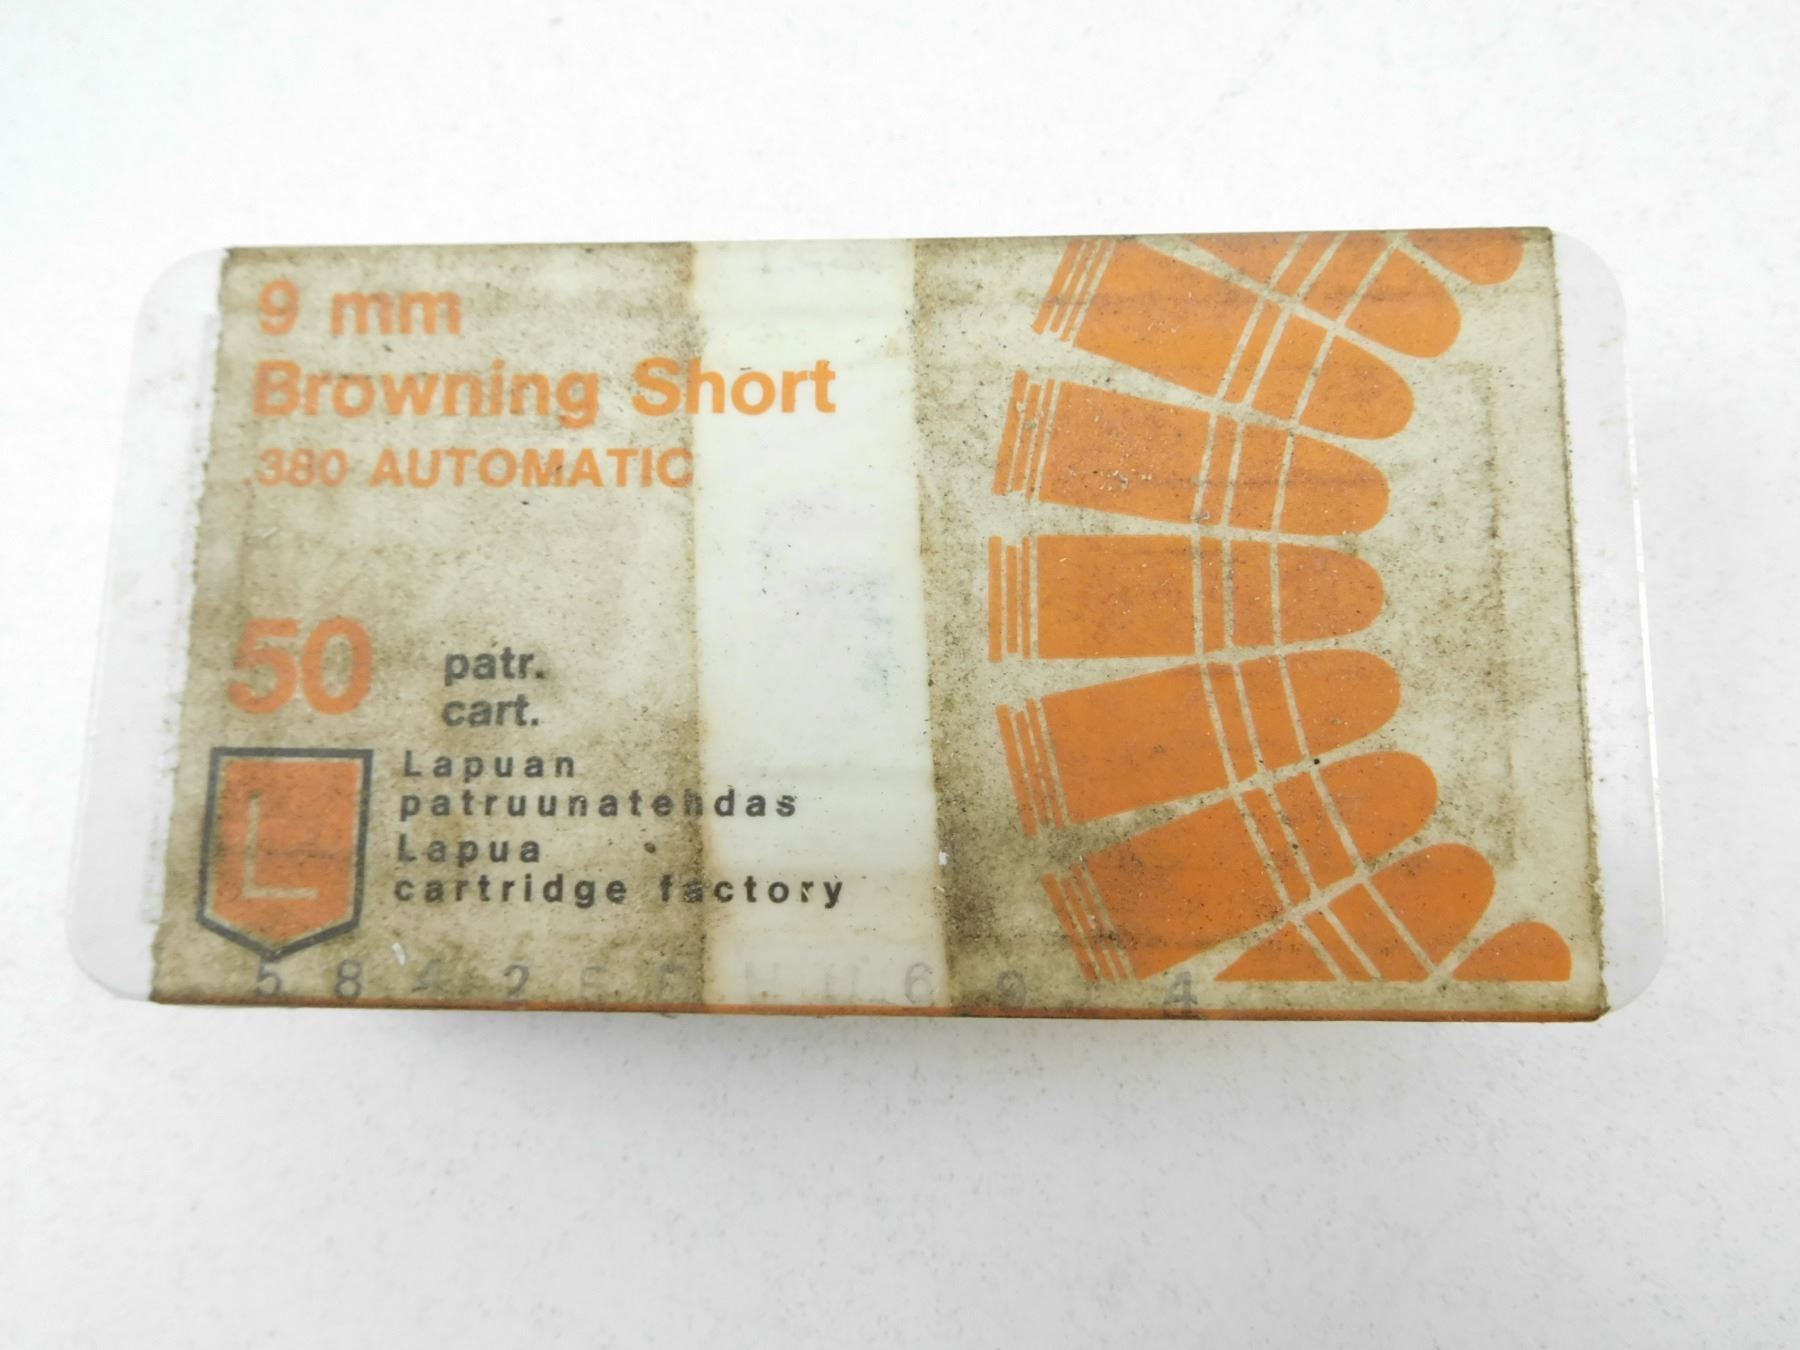 9 mm
Browning Short
.380 AUTOMATIC
50 patr.
cart.
L
Lapuan
patruunatehdas
Lapua
cartridge factory